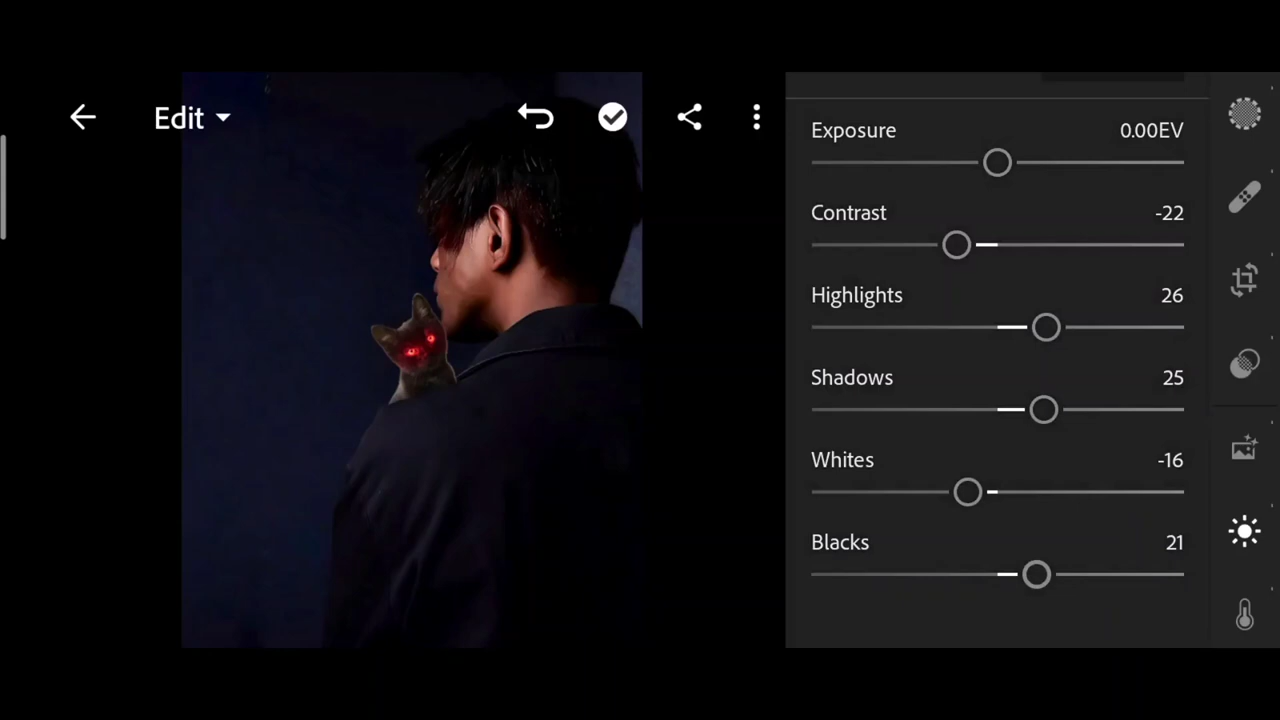 Edit
Exposure 0.00EV
Contrast -22
Highlights 26
Shadows 25
Whites -16
Blacks 21